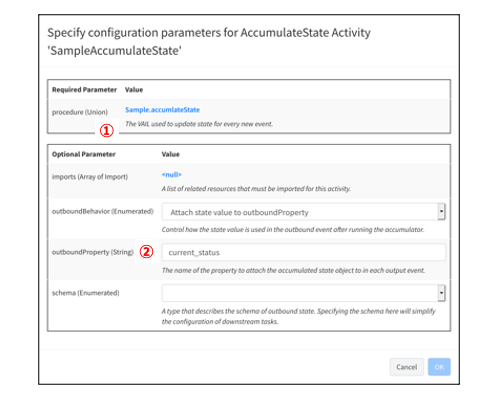 Specify configuration parameters for AccumulateState Activity
'SampleAccumulateState'
Required Parameter Value
procedure (Union) Sample.accumlateState
The VAIL used to update state for every new event.
①
Optional Parameter Value
imports (Array of Import) <null>
A list of related resources that must be imported for this activity.
outboundBehavior (Enumerated) Attach state value to outboundProperty
Control how the state value is used in the outbound event after running the accumulator.
outboundProperty (String) ② current_status
The name of the property to attach the accumulated state object to in each output event.
schema (Enumerated)
A type that describes the schema of outbound state. Specifying the schema here will simplify
the configuration of downstream tasks.
Cancel OK